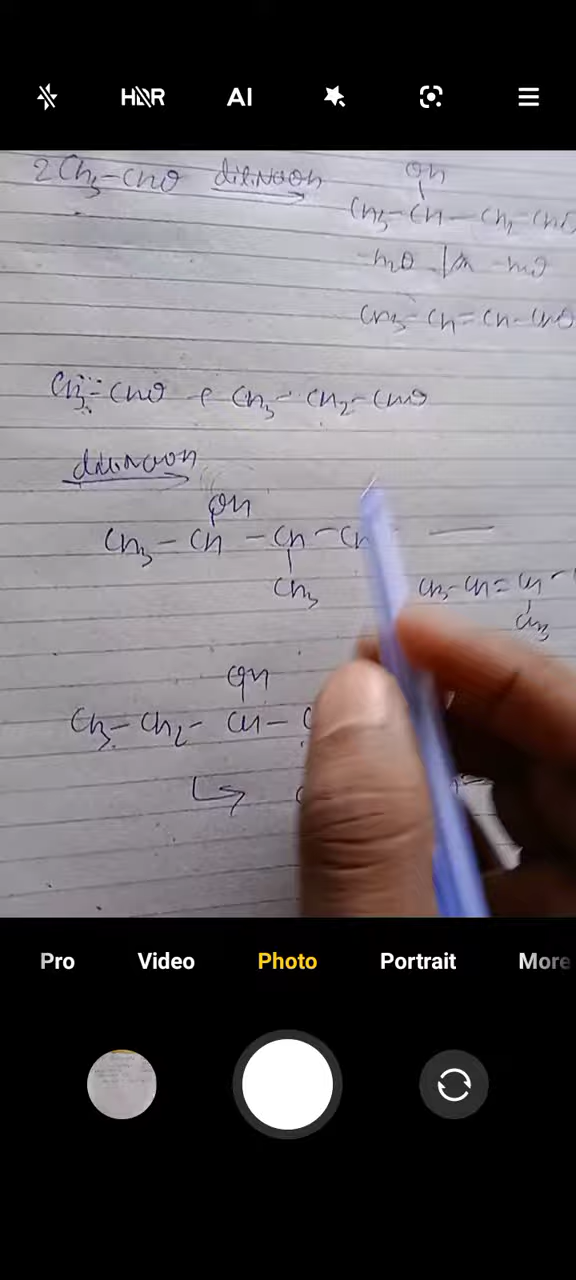 HDR AI
2CH3-CHO dil.NaOH
OH
CH3-CH-CH2-CHO
-H2O -H2O
CH3-CH=CH-CHO
CH3-CHO + CH3-CH2-CHO
dil.NaOH
OH
CH3-CH-CH-CH
CH3
CH3-CH=CH-
CH3
OH
CH3-CH2-CH-
Pro Video Photo Portrait More